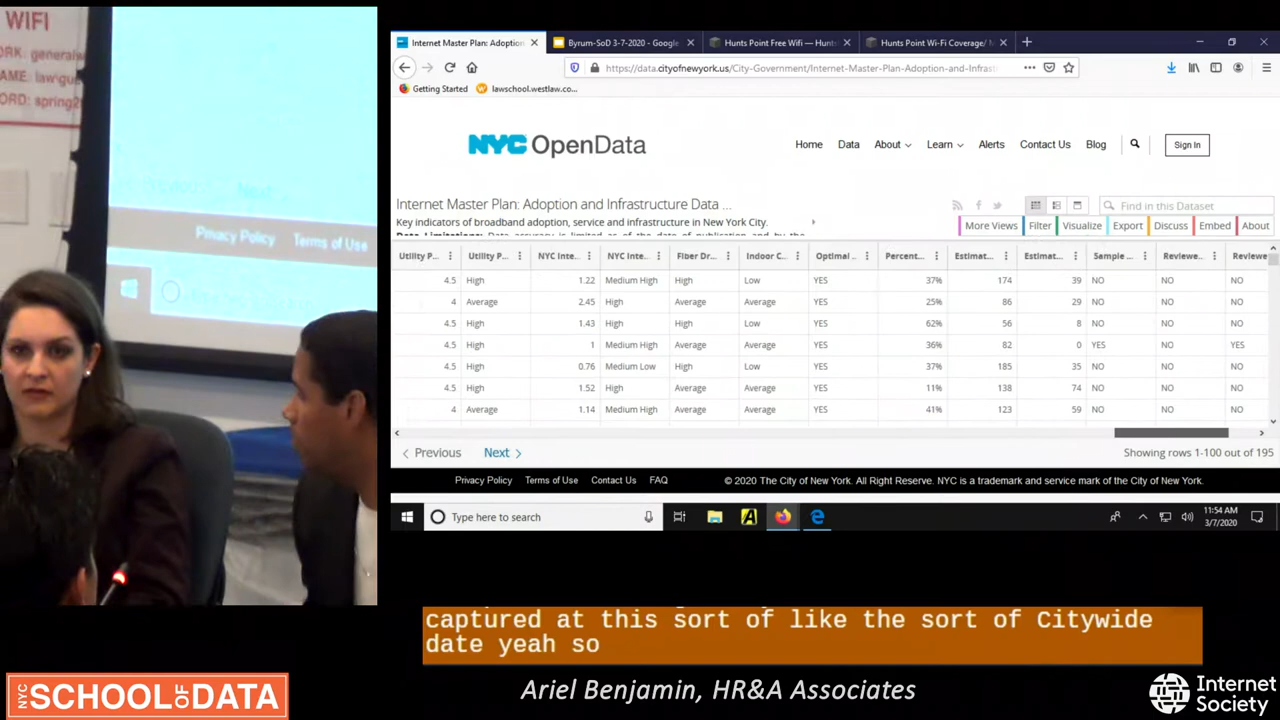 WIFI
Privacy Policy Terms of Use
Internet Master Plan: Adoption
Byrum-SoD 3-7-2020 - Google
Hunts Point Free Wifi — Hunts
Hunts Point Wi-Fi Coverage/ M
https://data.cityofnewyork.us/City-Government/Internet-Master-Plan-Adoption-and-Infrast
Getting Started lawschool.westlaw.co...
NYC OpenData
Home Data About Learn Alerts Contact Us Blog Sign In
Internet Master Plan: Adoption and Infrastructure Data ...
Find in this Dataset
Key indicators of broadband adoption, service and infrastructure in New York City.
More Views Filter Visualize Export Discuss Embed About
Utility P... Utility P... NYC Inte... NYC Inte... Fiber Dr... Indoor C... Optimal ... Percent... Estimat... Estimat... Sample ... Reviewe... Reviewe
4.5 High 1.22 Medium High High Low YES 37% 174 39 NO NO NO
4 Average 2.45 High Average Average YES 25% 86 29 NO NO NO
4.5 High 1.43 High High Low YES 62% 56 8 NO NO NO
4.5 High 1 Medium High Average Average YES 36% 82 0 YES NO YES
4.5 High 0.76 Medium Low High Low YES 37% 185 35 NO NO NO
4.5 High 1.52 High Average Average YES 11% 138 74 NO NO NO
4 Average 1.14 Medium High Average Average YES 41% 123 59 NO NO NO
Previous Next Showing rows 1-100 out of 195
Privacy Policy Terms of Use Contact Us FAQ © 2020 The City of New York. All Right Reserve. NYC is a trademark and service mark of the City of New York.
Type here to search
11:54 AM
3/7/2020
captured at this sort of like the sort of Citywide
date yeah so
NYC SCHOOL OF DATA
Ariel Benjamin, HR&A Associates
Internet
Society